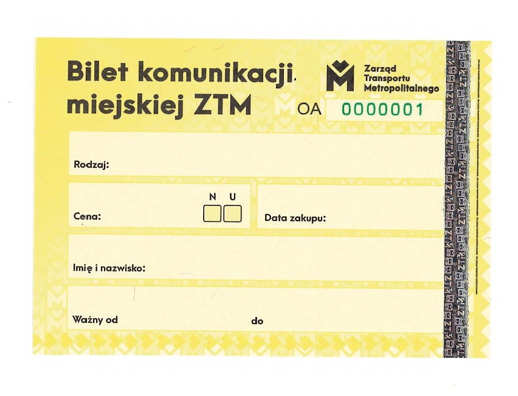 Bilet komunikacji
miejskiej ZTM
Zarząd
Transportu
Metropolitalnego
OA 0000001
Rodzaj:
N U
Cena:
Data zakupu:
Imię i nazwisko:
Ważny od
do